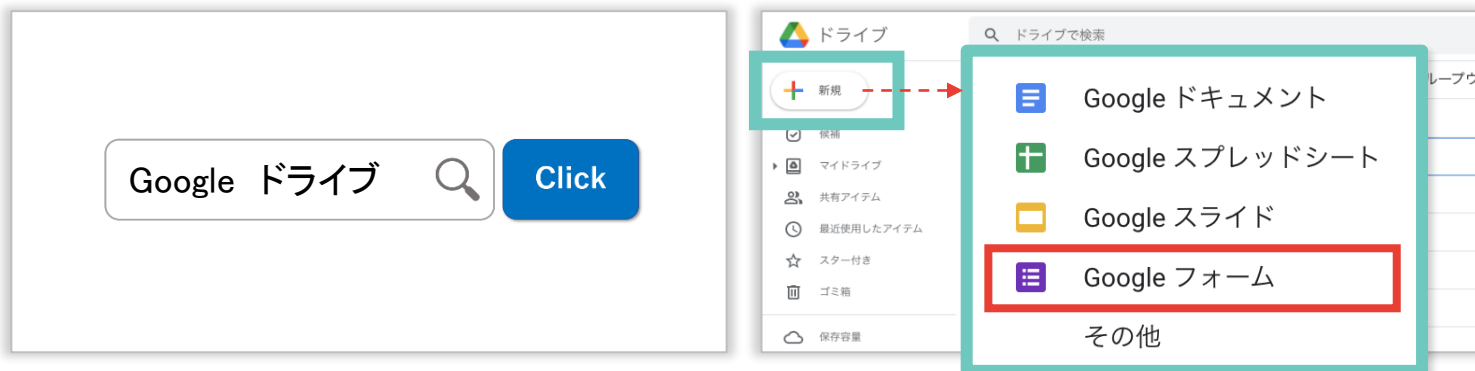 Google ドライブ
Click
ドライブ
ドライブで検索
新規
候補
マイドライブ
共有アイテム
最近使用したアイテム
スター付き
ゴミ箱
保存容量
Google ドキュメント
Google スプレッドシート
Google スライド
Google フォーム
その他
ループウ